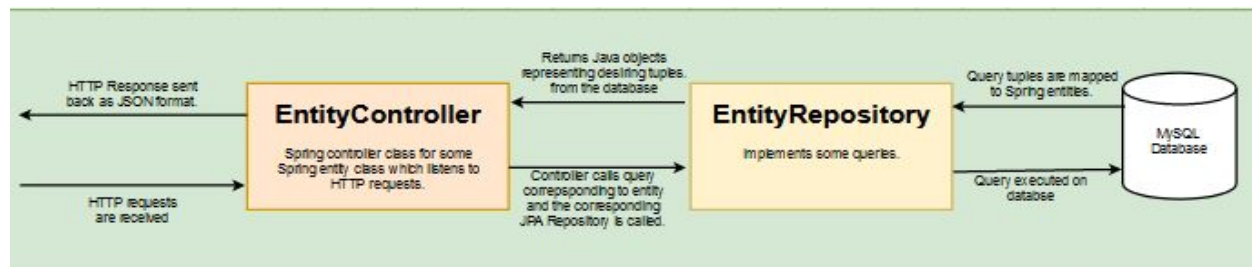 HTTP Response sent
back as JSON format.
HTTP requests
are received
EntityController
Spring controller class for some
Spring entity class which listens to
HTTP requests.
Returns Java objects
representing desiring tuples.
from the database
Controller calls query
correpsponding to entity
and the corresponding
JPA Repository is called.
EntityRepository
Implements some queries.
Query tuples are mapped
to Spring entities.
Query executed on
databse
MySQL
Database